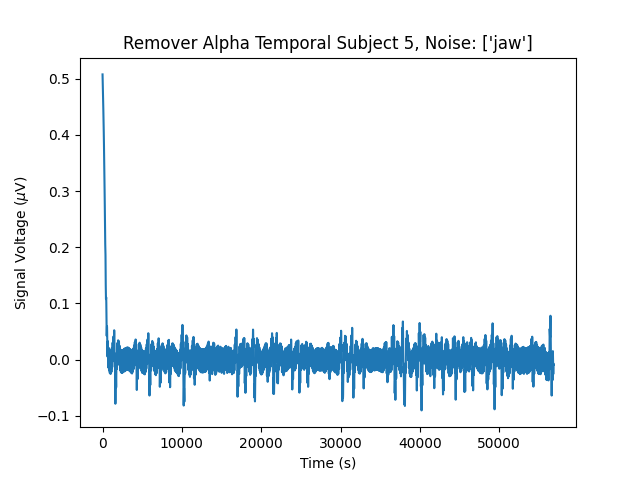 Remover Alpha Temporal Subject 5, Noise: ['jaw']
Signal Voltage (μV)
0.5
0.4
0.3
0.2
0.1
0.0
−0.1
0 10000 20000 30000 40000 50000
Time (s)